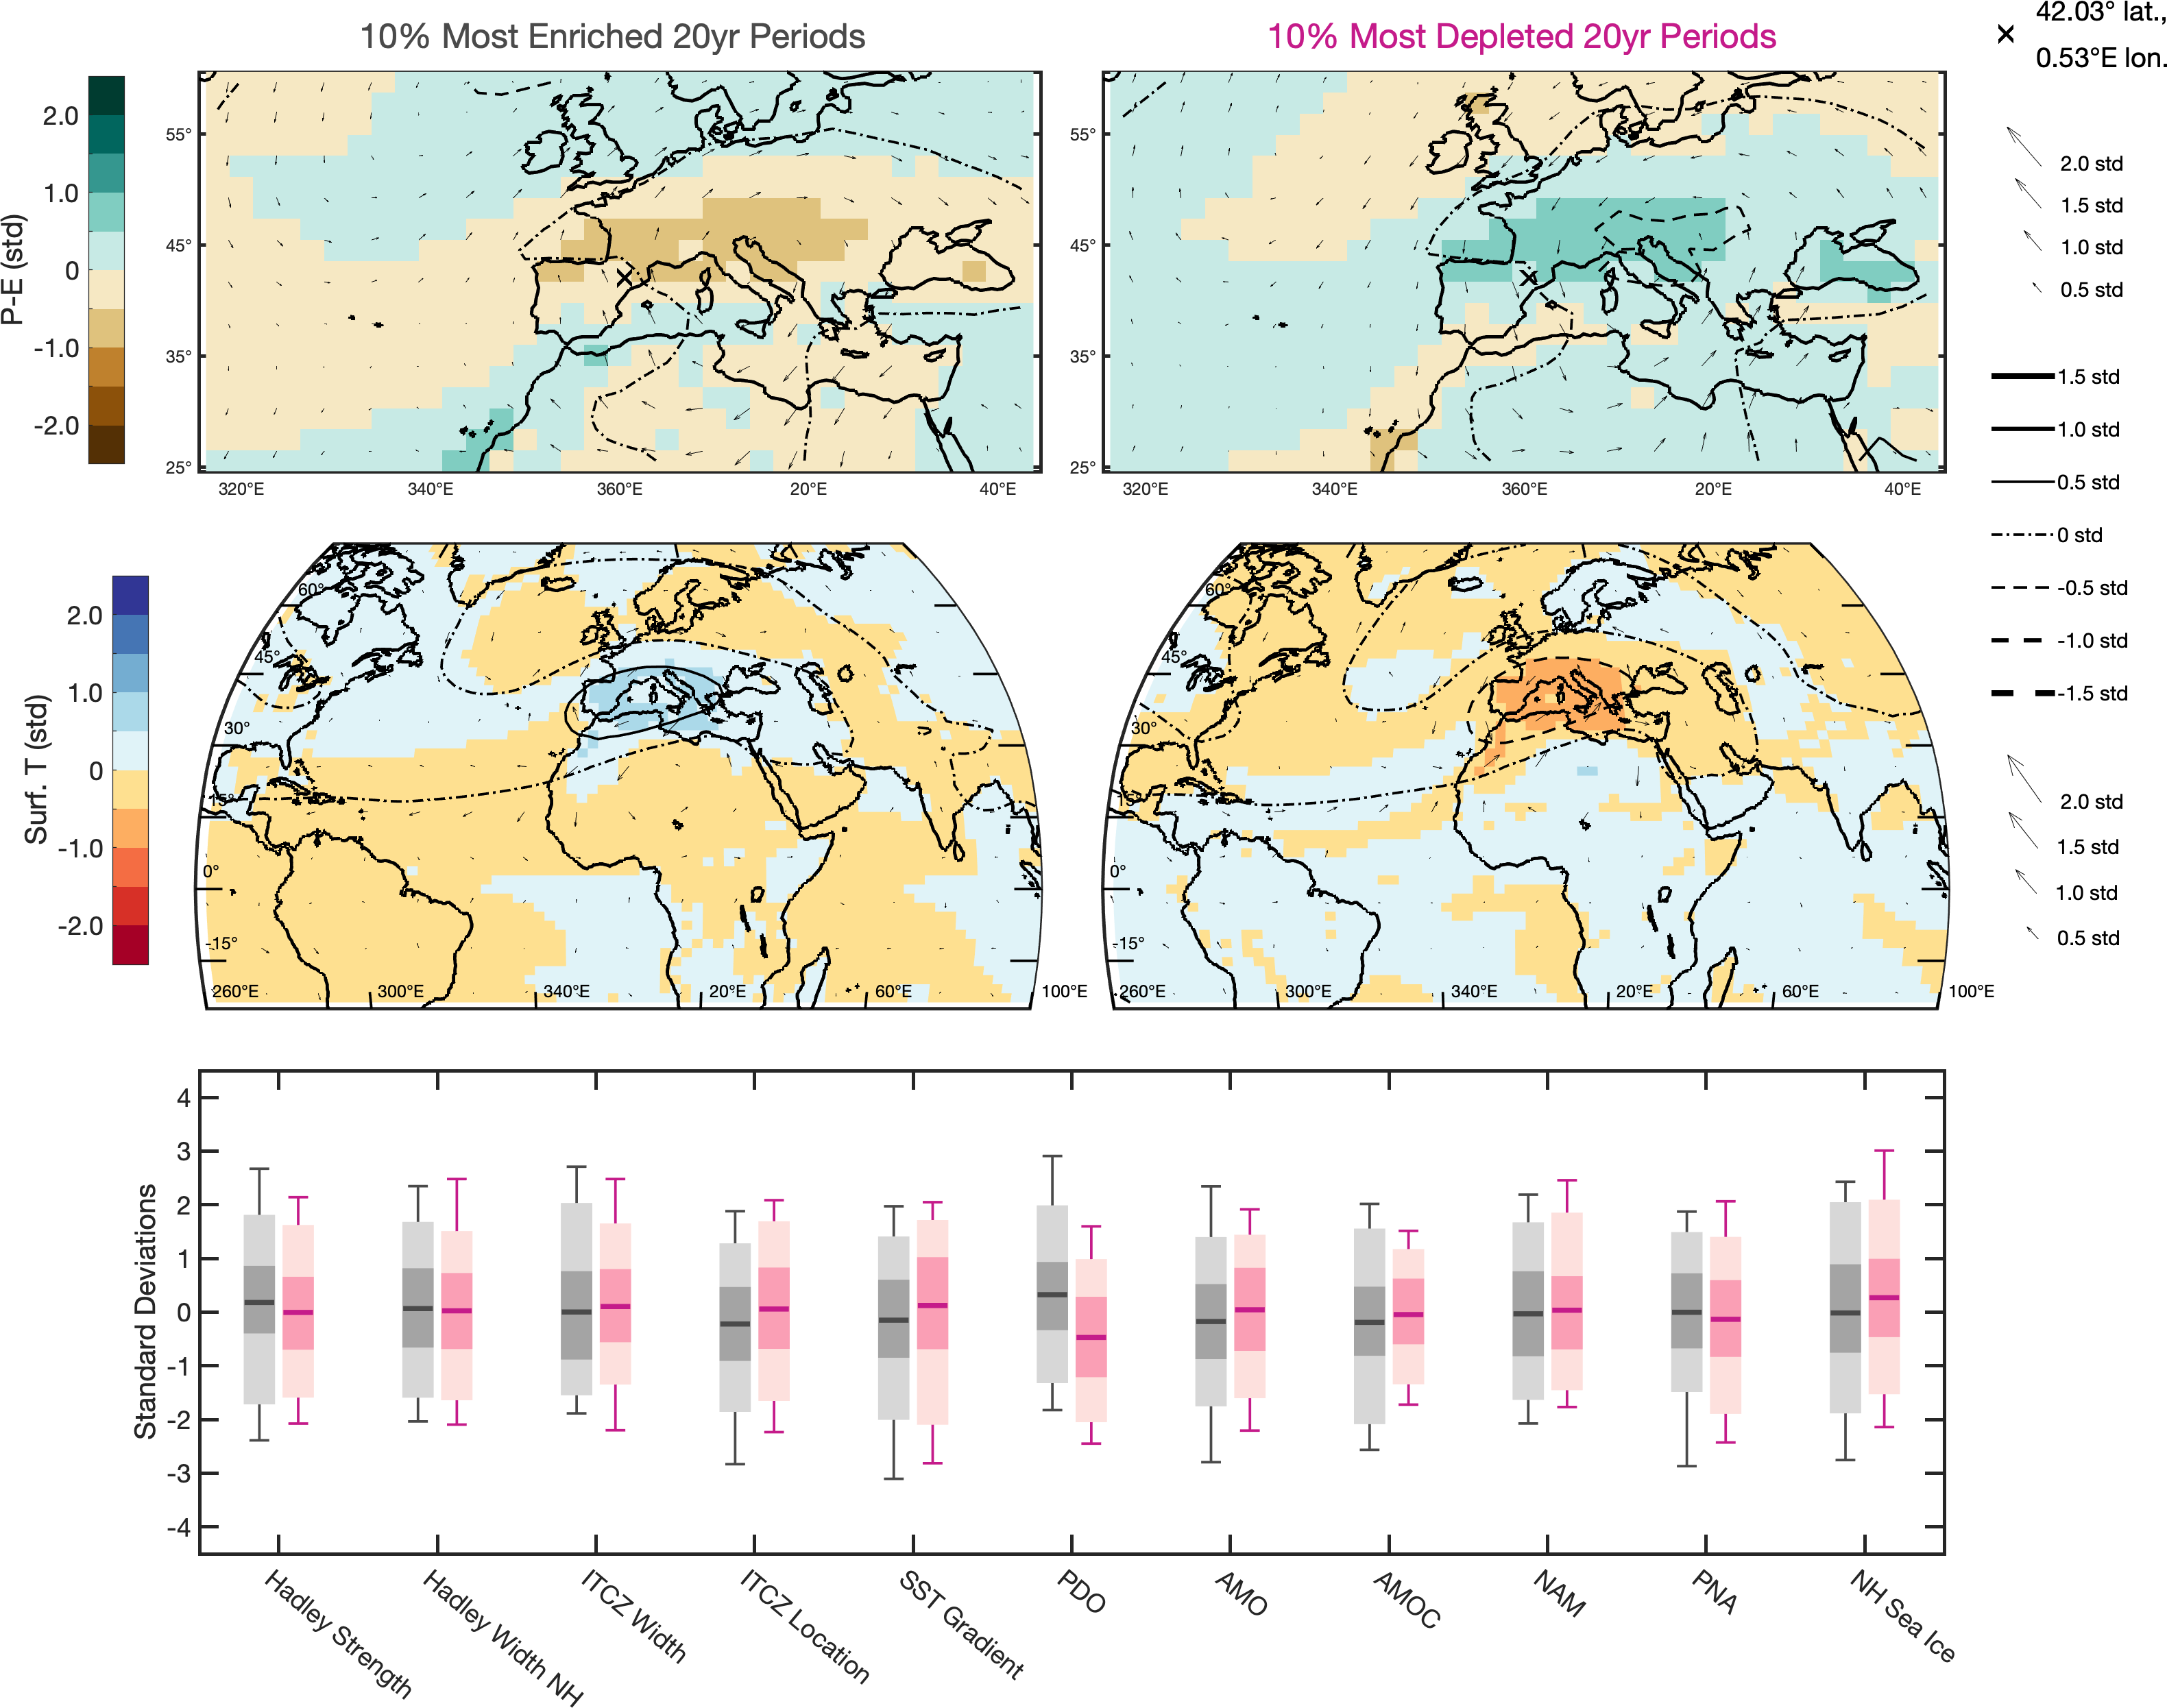 10% Most Enriched 20yr Periods
10% Most Depleted 20yr Periods
42.03° lat.,
0.53°E lon.
P-E (std)
2.0
1.0
0
-1.0
-2.0
55°
45°
35°
25°
320°E 340°E 360°E 20°E 40°E
55°
45°
35°
25°
320°E 340°E 360°E 20°E 40°E
2.0 std
1.5 std
1.0 std
0.5 std
1.5 std
1.0 std
0.5 std
0 std
-0.5 std
-1.0 std
-1.5 std
Surf. T (std)
2.0
1.0
0
-1.0
-2.0
60°
45°
30°
15°
0°
-15°
260°E 300°E 340°E 20°E 60°E 100°E
60°
45°
30°
15°
0°
-15°
260°E 300°E 340°E 20°E 60°E 100°E
2.0 std
1.5 std
1.0 std
0.5 std
Standard Deviations
4
3
2
1
0
-1
-2
-3
-4
Hadley Strength
Hadley Width NH
ITCZ Width
ITCZ Location
SST Gradient
PDO
AMO
AMOC
NAM
PNA
NH Sea Ice